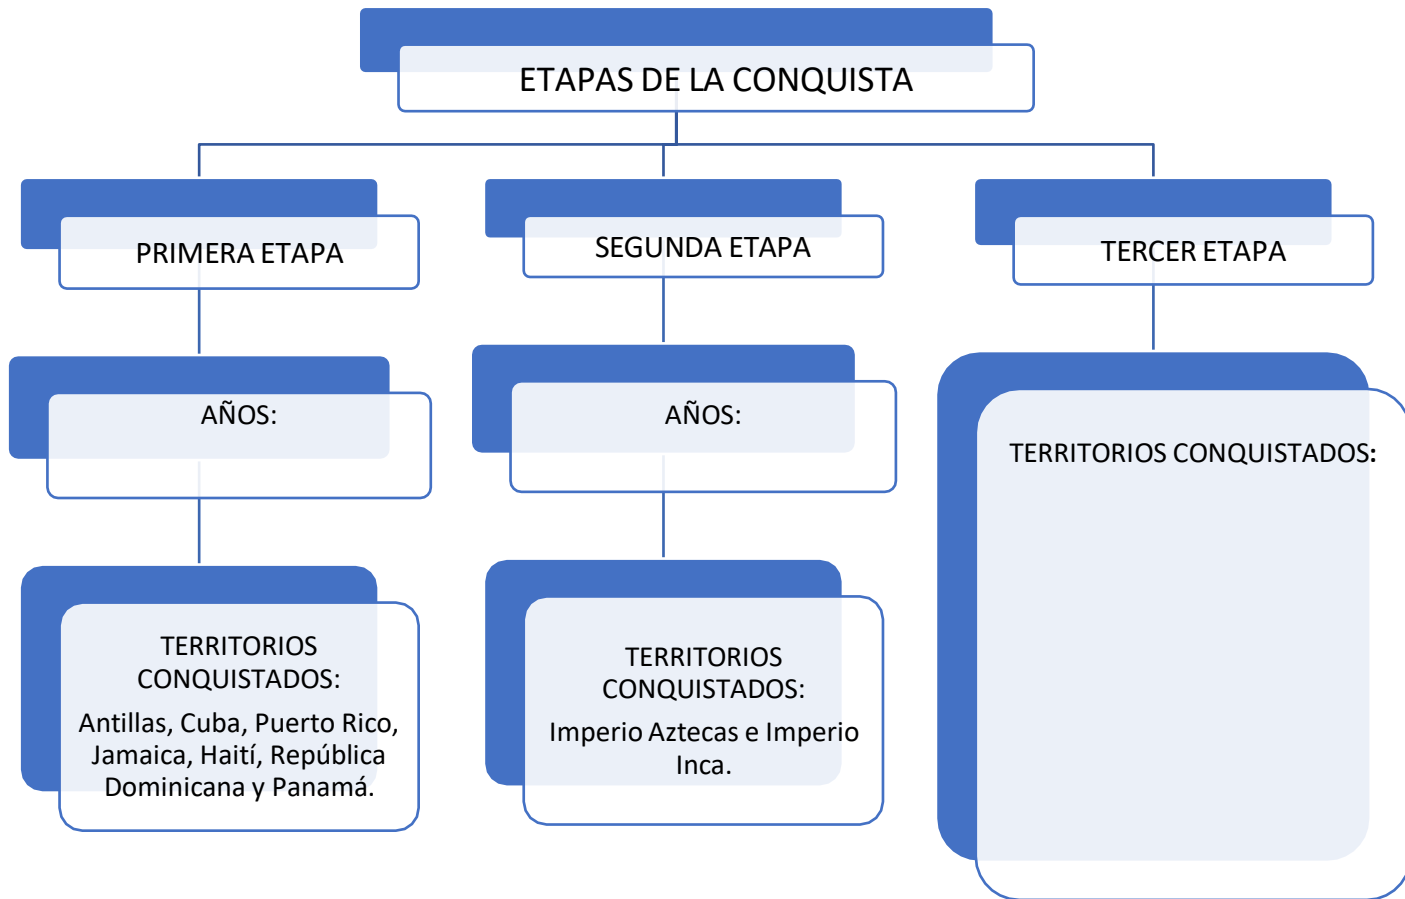 ETAPAS DE LA CONQUISTA
PRIMERA ETAPA
AÑOS:
TERRITORIOS
CONQUISTADOS:
Antillas, Cuba, Puerto Rico,
Jamaica, Haití, República
Dominicana y Panamá.
SEGUNDA ETAPA
AÑOS:
TERRITORIOS
CONQUISTADOS:
Imperio Aztecas e Imperio
Inca.
TERCER ETAPA
TERRITORIOS CONQUISTADOS: